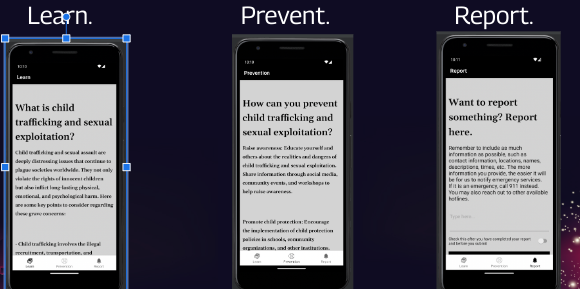 Learn.
Prevent.
Report.
10:13
Learn
What is child
trafficking and sexual
exploitation?
Child trafficking and sexual assault are
deeply distressing issues that continue to
plague societies worldwide. They not only
violate the rights of innocent children
but also inflict long-lasting physical,
emotional, and psychological harm. Here
are some key points to consider regarding
these grave concerns:
- Child trafficking involves the illegal
recruitment, transportation, and
Learn
Prevention
Report
10:10
Prevention
How can you prevent
child trafficking and
sexual exploitation?
Raise awareness: Educate yourself and
others about the realities and dangers of
child trafficking and sexual exploitation.
Share information through social media,
community events, and workshops to
help raise awareness.
Promote child protection: Encourage
the implementation of child protection
policies in schools, community
organizations, and other institutions.
Learn
Prevention
Report
10:11
Report
Want to report
something? Report
here.
Remember to include as much
information as possible, such as
contact information, locations, names,
descriptions, times, etc. The more
information you provide, the easier it will
be for us to notify emergency services.
If it is an emergency, call 911 instead.
You may also reach out to other available
hotlines.
Type here...
Check this after you have completed your report
and before you submit
Learn
Prevention
Report